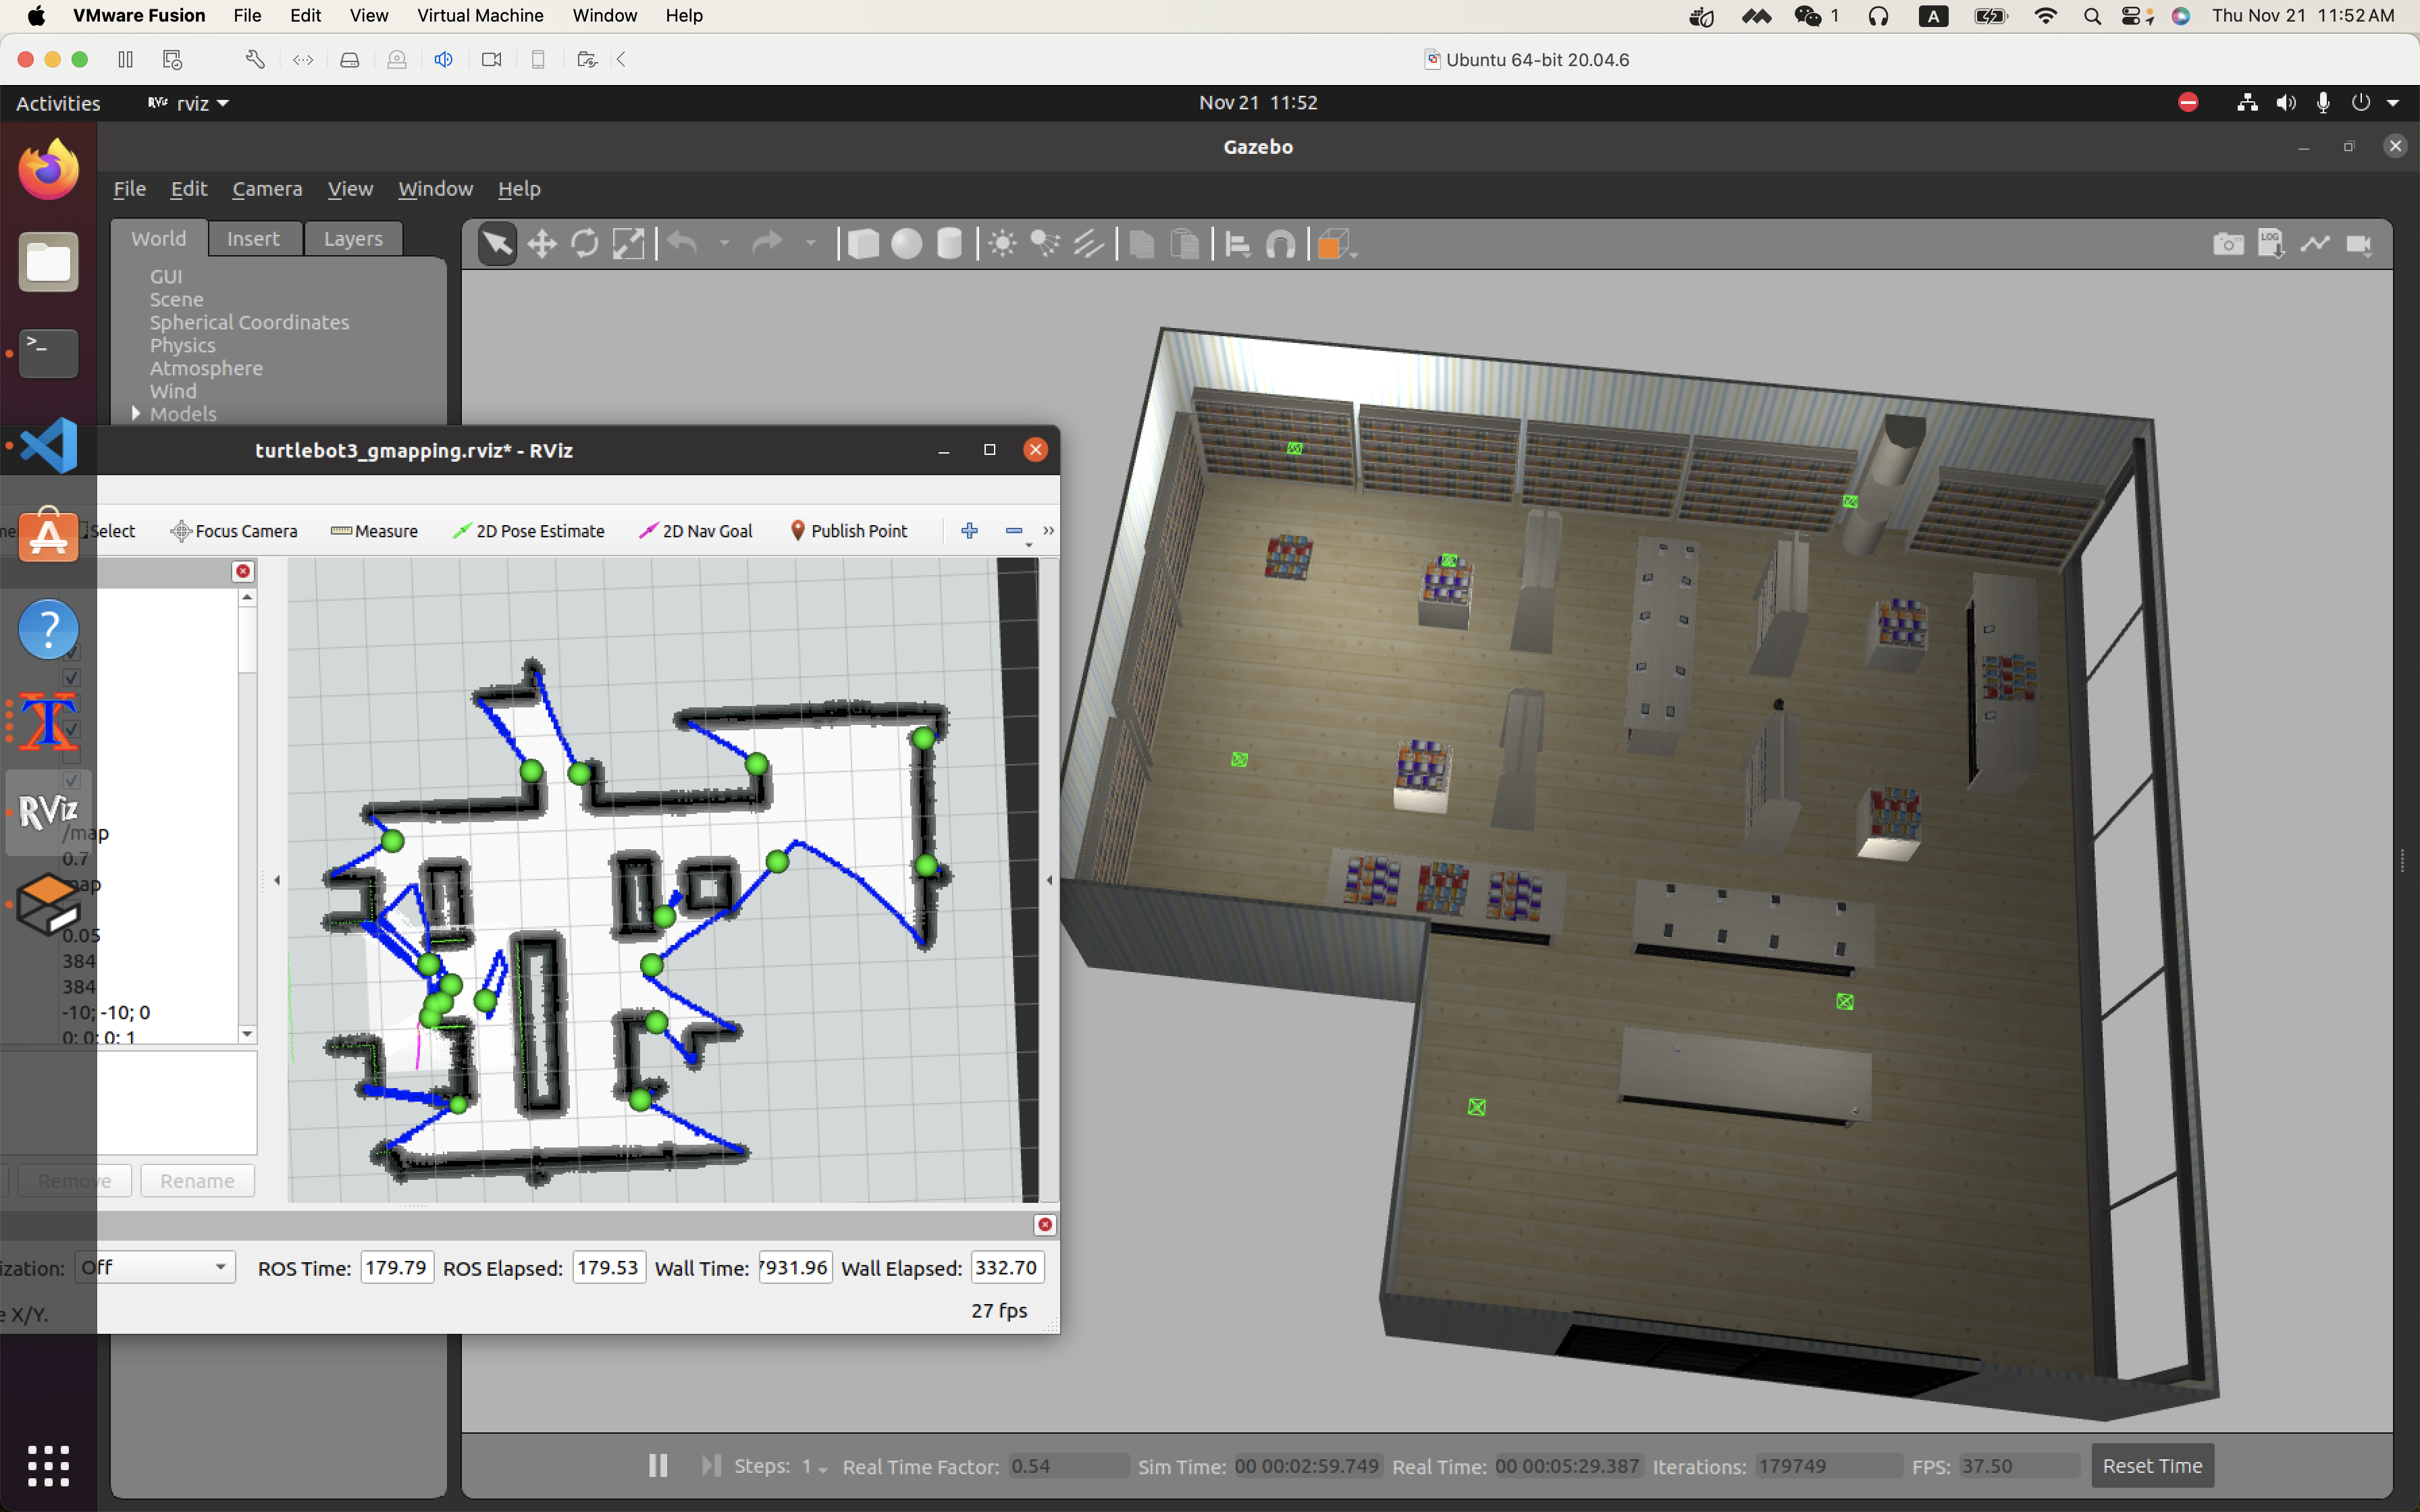 VMware Fusion File Edit View Virtual Machine Window Help 1 A Thu Nov 21 11:52 AM
Ubuntu 64-bit 20.04.6
Activities RViz rviz Nov 21 11:52
Gazebo
File Edit Camera View Window Help
World Insert Layers
LOG
GUI
Scene
Spherical Coordinates
Physics
Atmosphere
Wind
Models
turtlebot3_gmapping.rviz* - RViz
Select Focus Camera Measure 2D Pose Estimate 2D Nav Goal Publish Point
RViz
/map
0.7
map
0.05
384
384
-10; -10; 0
0; 0; 0; 1
Remove Rename
ization: Off ROS Time: 179.79 ROS Elapsed: 179.53 Wall Time: 7931.96 Wall Elapsed: 332.70
e X/Y.
27 fps
Steps: 1 Real Time Factor: 0.54 Sim Time: 00 00:02:59.749 Real Time: 00 00:05:29.387 Iterations: 179749 FPS: 37.50 Reset Time